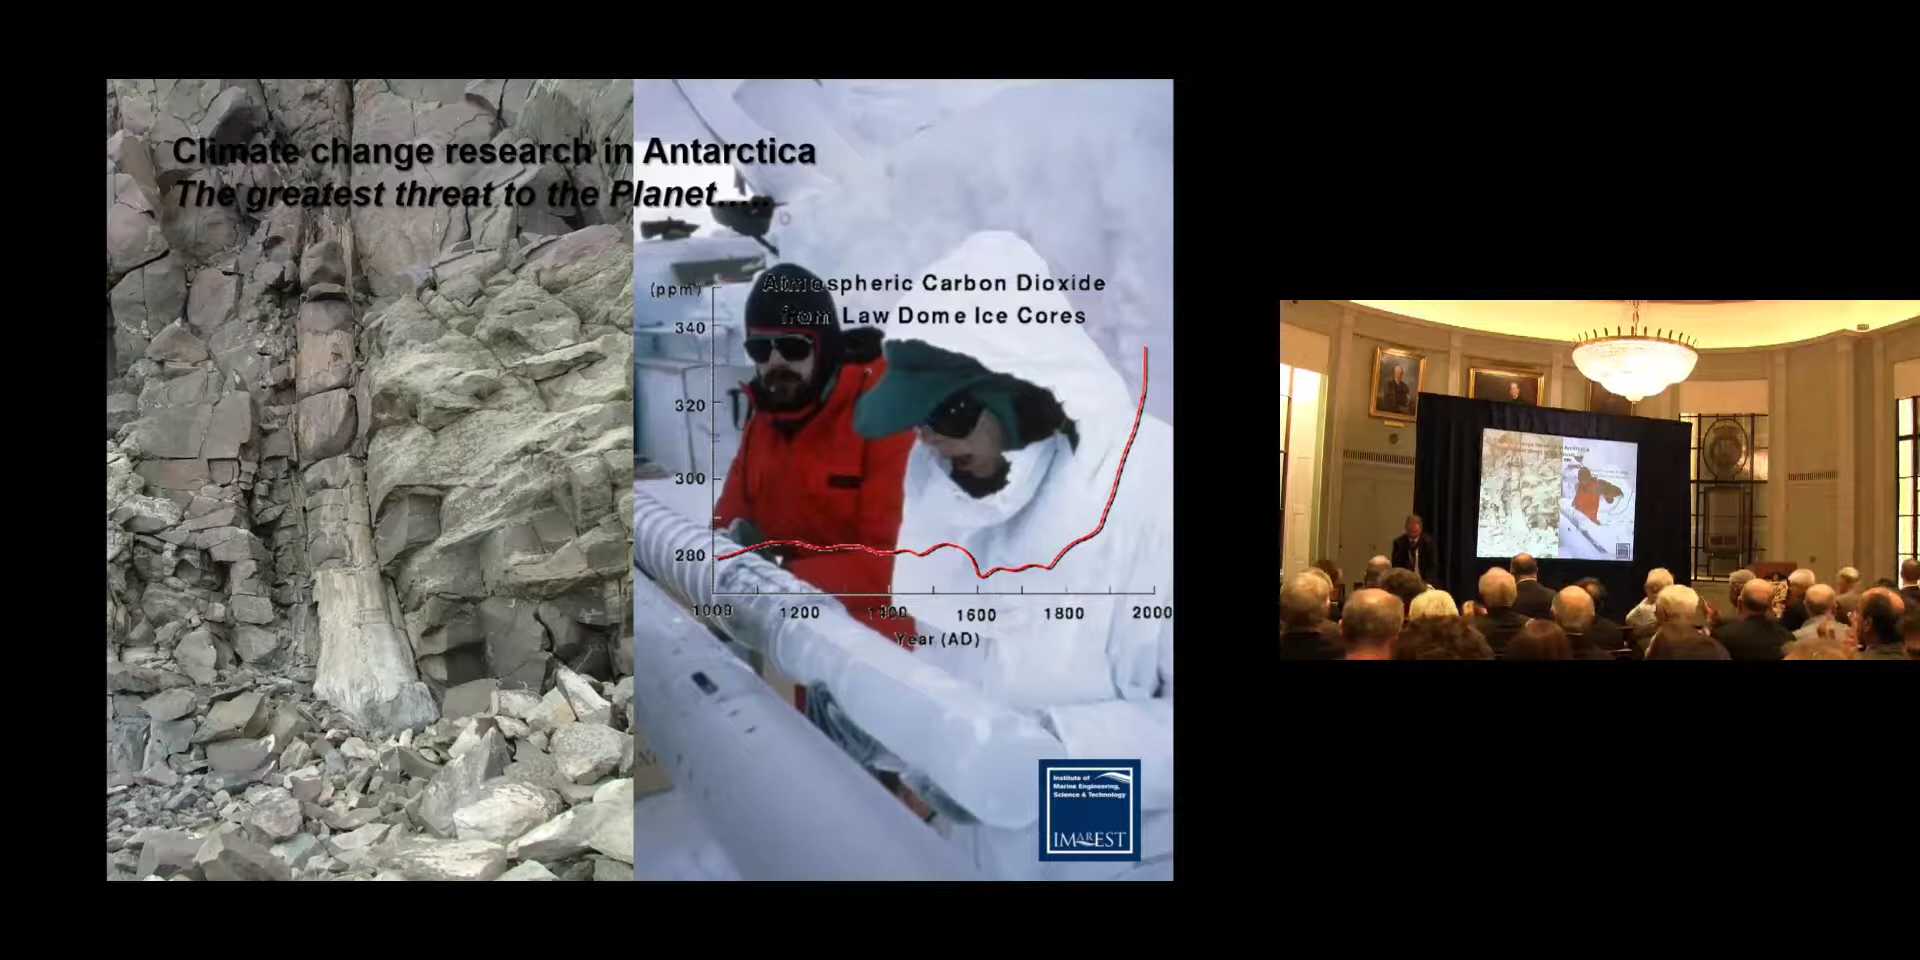 Climate change research in Antarctica
The greatest threat to the Planet.....
Atmospheric Carbon Dioxide
from Law Dome Ice Cores
(ppm)
340
320
300
280
1000 1200 1400 1600 1800 2000
Year (AD)
Institute of
Marine Engineering,
Science & Technology
IMarEST